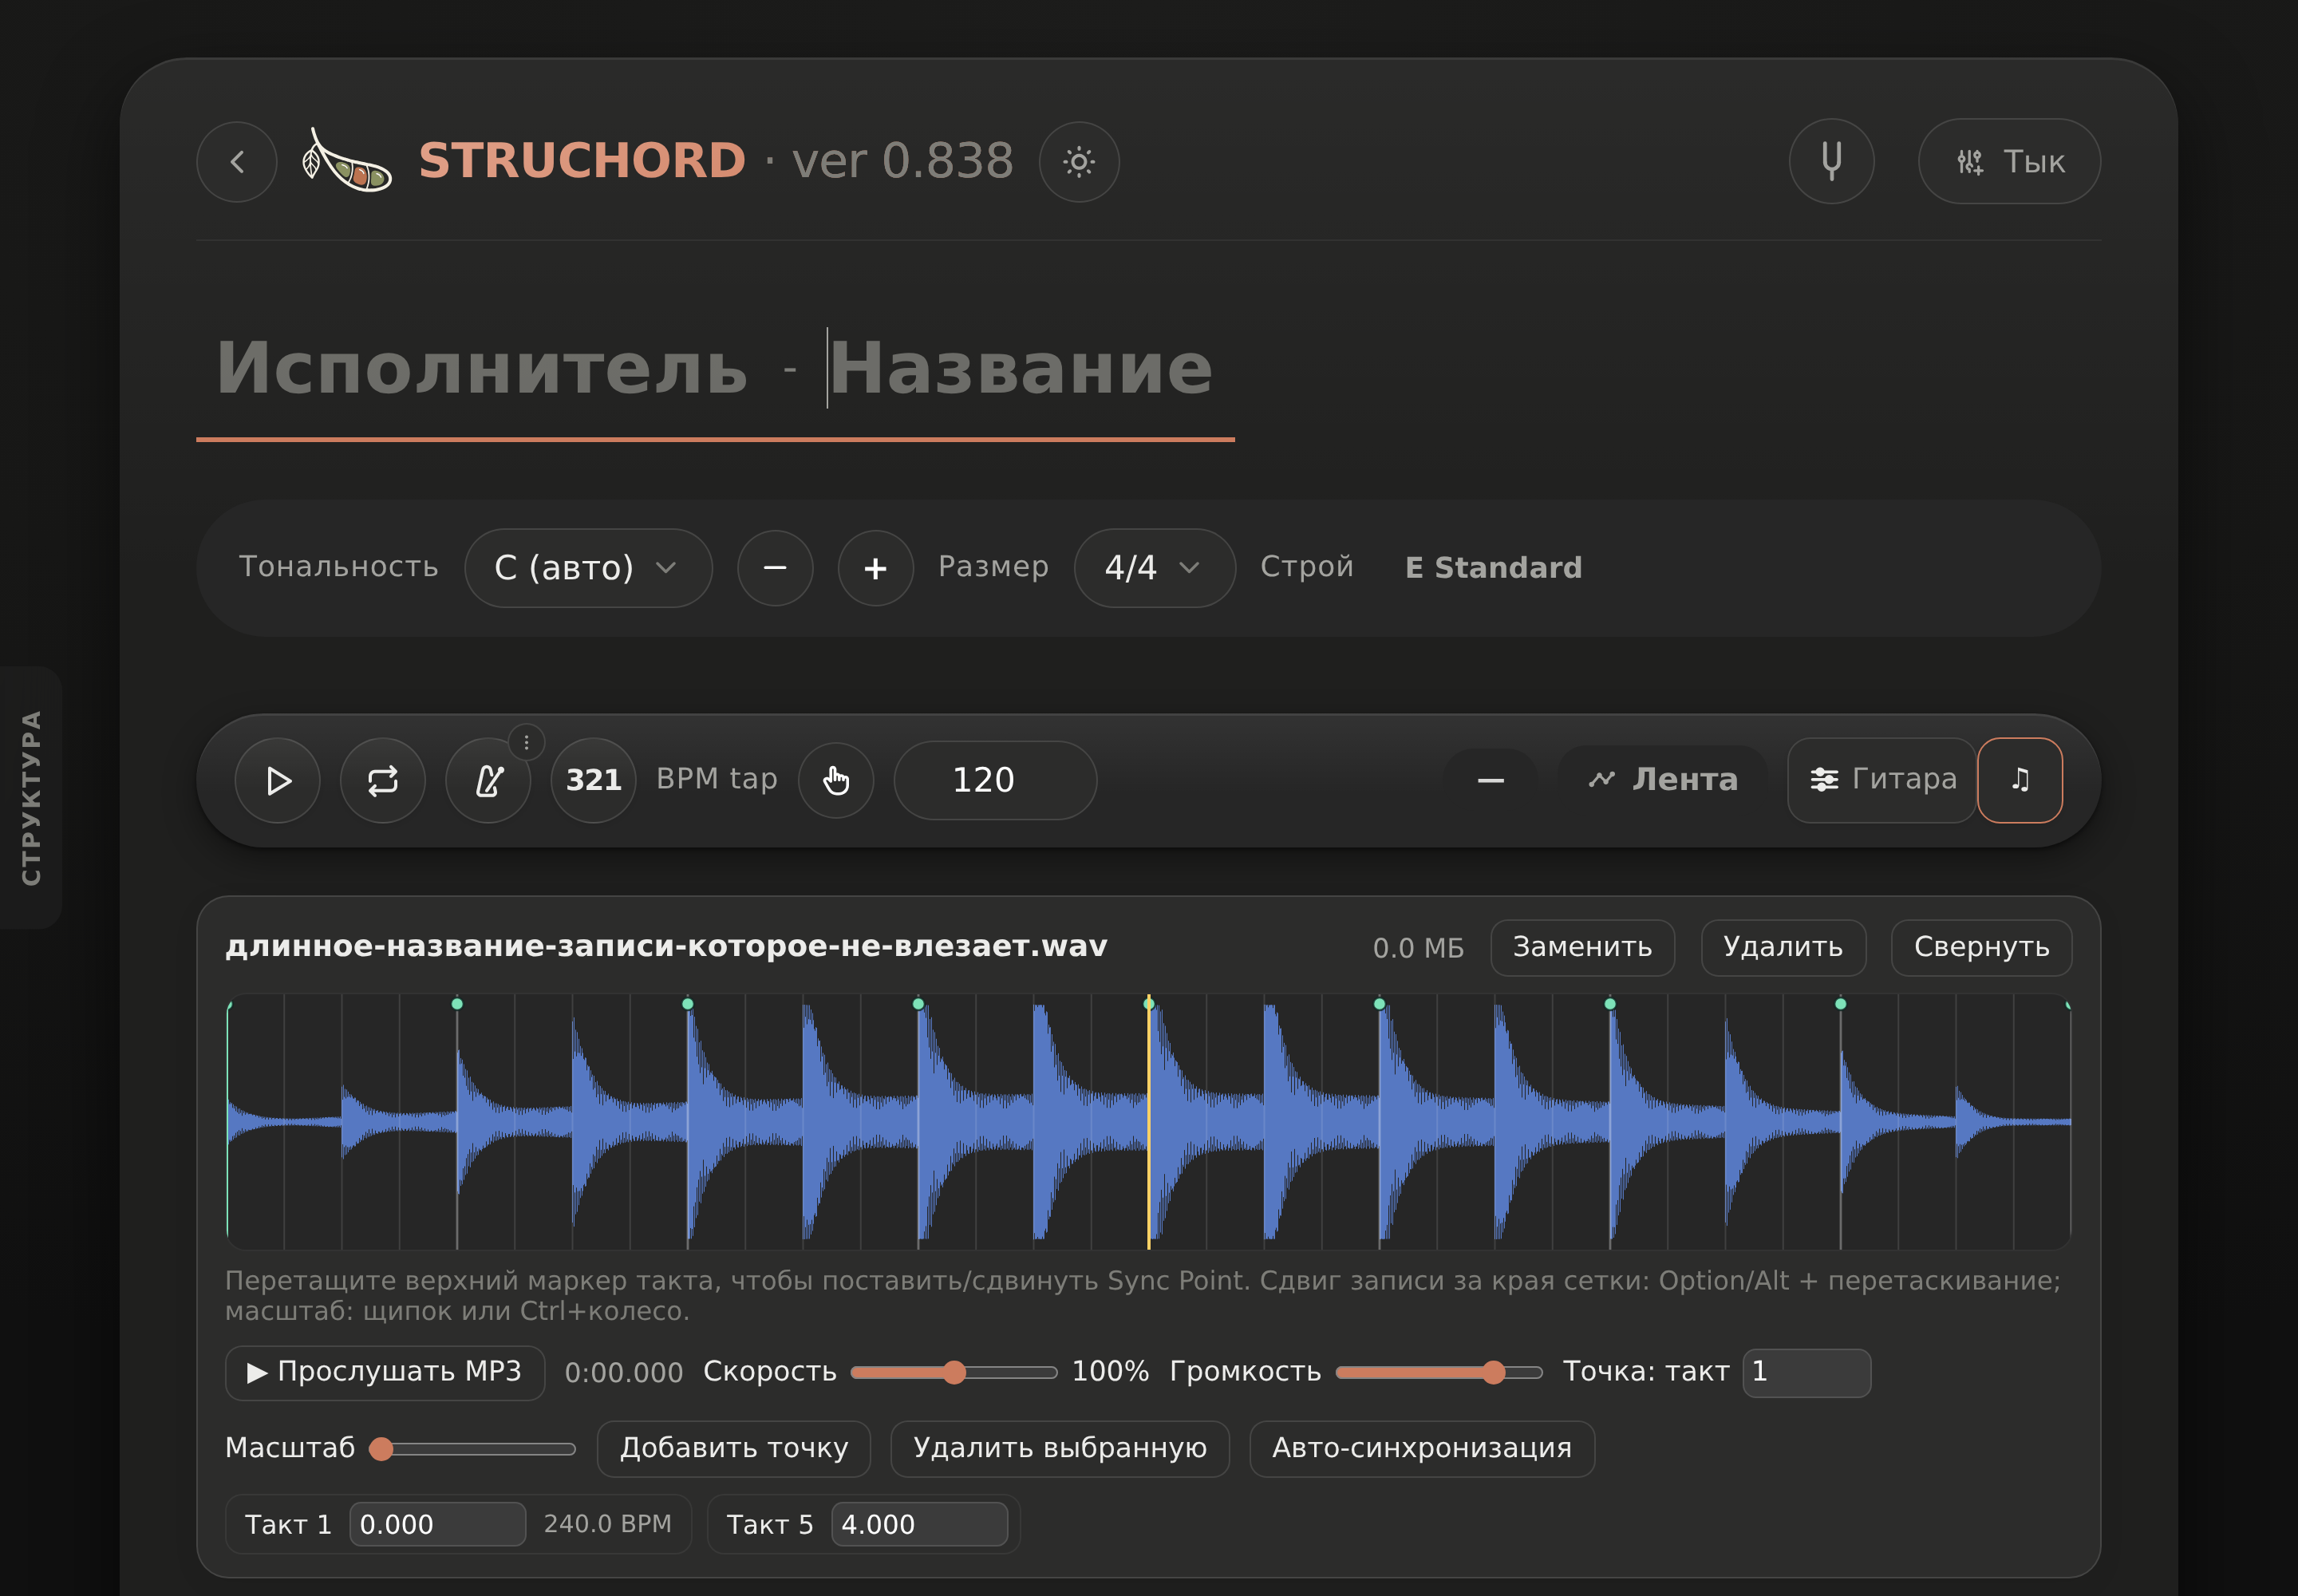 STRUCHORD · ver 0.838
Тык
Исполнитель - Название
Тональность C (авто) − + Размер 4/4 Строй E Standard
СТРУКТУРА
321 BPM tap 120 — Лента Гитара ♫
длинное-название-записи-которое-не-влезает.wav 0.0 МБ Заменить Удалить Свернуть
Перетащите верхний маркер такта, чтобы поставить/сдвинуть Sync Point. Сдвиг записи за края сетки: Option/Alt + перетаскивание;
масштаб: щипок или Ctrl+колесо.
▶ Прослушать MP3 0:00.000 Скорость 100% Громкость Точка: такт 1
Масштаб Добавить точку Удалить выбранную Авто-синхронизация
Такт 1 0.000 240.0 BPM Такт 5 4.000